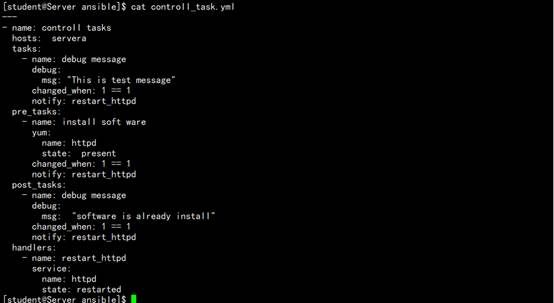 [student@Server ansible]$ cat controll_task.yml
---
- name: controll tasks
  hosts:  servera
  tasks:
    - name: debug message
      debug:
        msg: "This is test message"
      changed_when: 1 == 1
      notify: restart_httpd
  pre_tasks:
    - name: install soft ware
      yum:
        name: httpd
        state:  present
      changed_when: 1 == 1
      notify: restart_httpd
  post_tasks:
    - name: debug message
      debug:
        msg:  "software is already install"
      changed_when: 1 == 1
      notify: restart_httpd
  handlers:
    - name: restart_httpd
      service:
        name: httpd
        state: restarted
[student@Server ansible]$